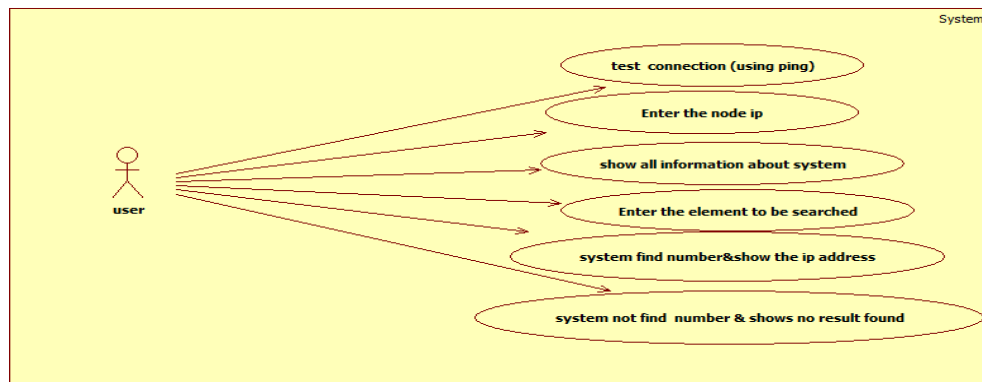 System
test connection (using ping)
Enter the node ip
show all information about system
user
Enter the element to be searched
system find number&show the ip address
system not find number & shows no result found